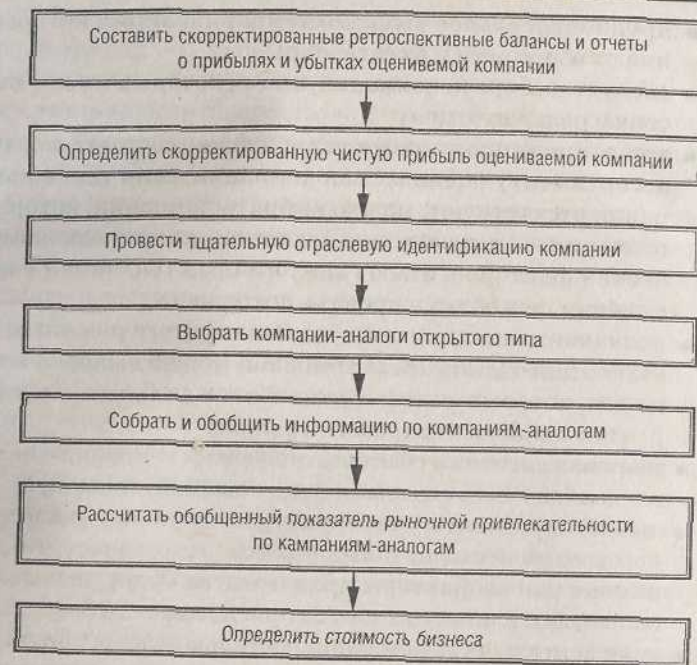 Составить скорректированные ретроспективные балансы и отчеты
о прибылях и убытках оценивемой компании
Определить скорректированную чистую прибыль оцениваемой компании
Провести тщательную отраслевую идентификацию компании
Выбрать компании-аналоги открытого типа
Собрать и обобщить информацию по компаниям-аналогам
Рассчитать обобщенный показатель рыночной привлекательности
по кампаниям-аналогам
Определить стоимость бизнеса